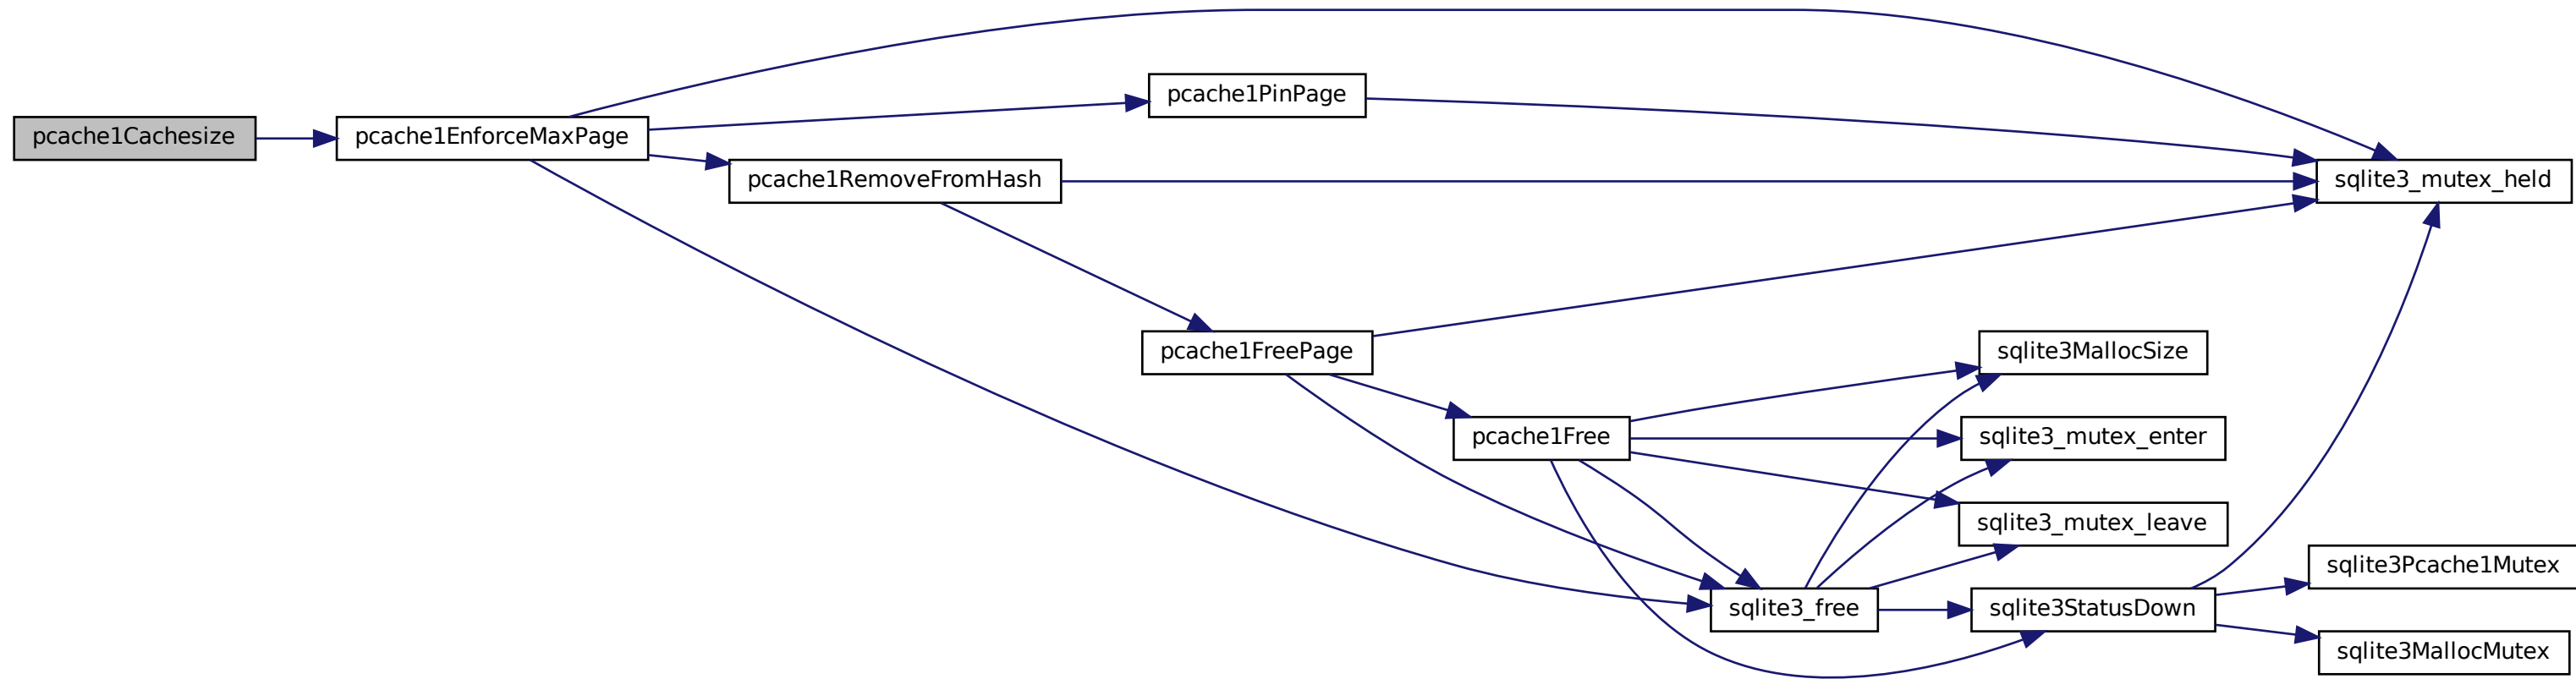 pcache1Cachesize
pcache1EnforceMaxPage
pcache1PinPage
pcache1RemoveFromHash
sqlite3_mutex_held
pcache1FreePage
sqlite3MallocSize
pcache1Free
sqlite3_mutex_enter
sqlite3_mutex_leave
sqlite3Pcache1Mutex
sqlite3_free
sqlite3StatusDown
sqlite3MallocMutex